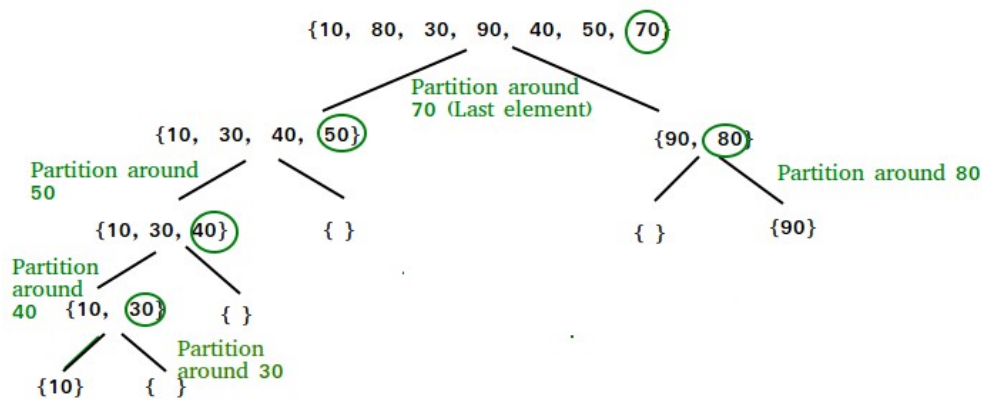 {10, 80, 30, 90, 40, 50, 70}
Partition around
70 (Last element)
{10, 30, 40, 50}
{90, 80}
Partition around
50
Partition around 80
{10, 30, 40}
{ }
{ }
{90}
Partition
around
40
{10, 30}
{ }
Partition
around 30
{10}
{ }